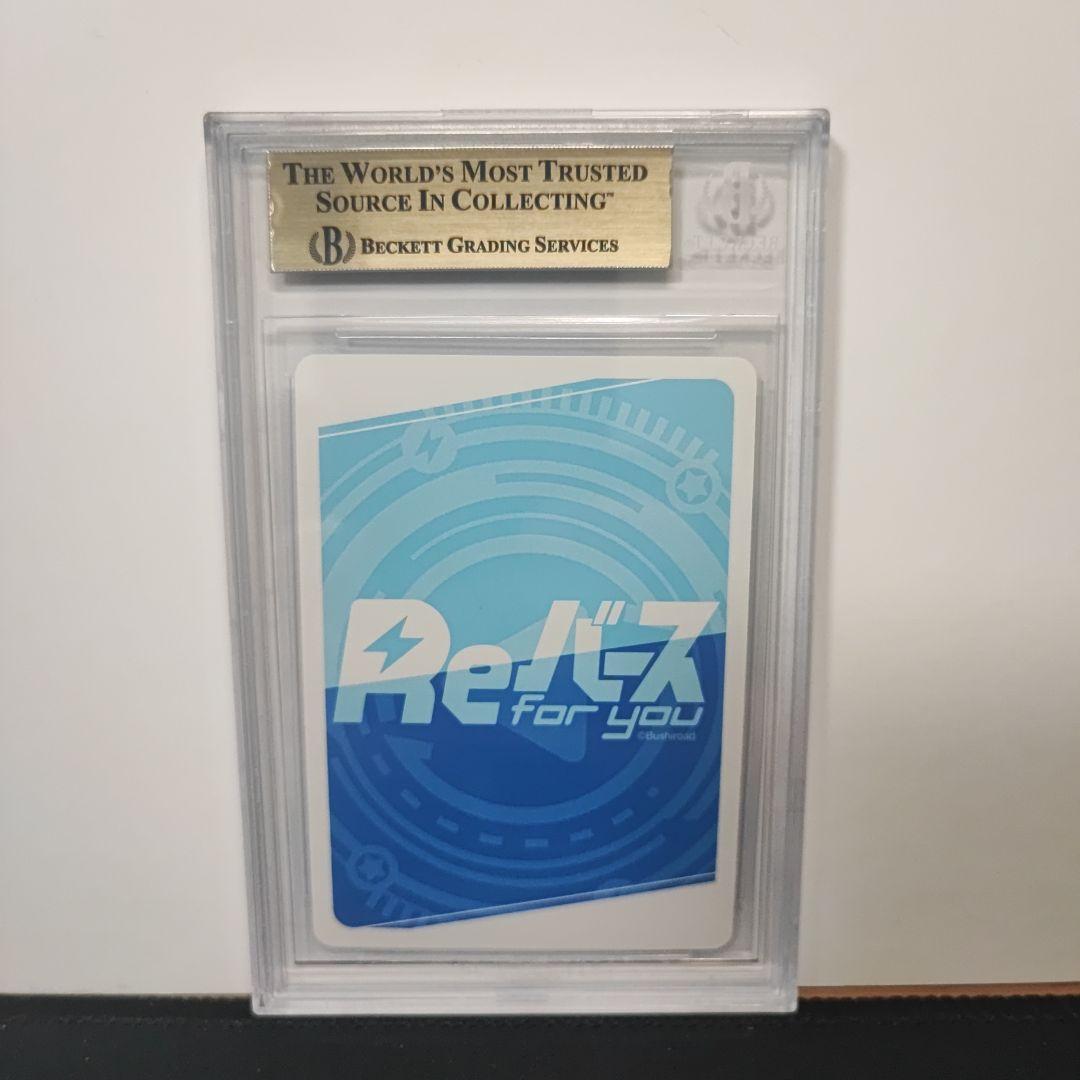 THE WORLD'S MOST TRUSTED
SOURCE IN COLLECTING™
B BECKETT GRADING SERVICES
Reバース
for you
©Bushiroad